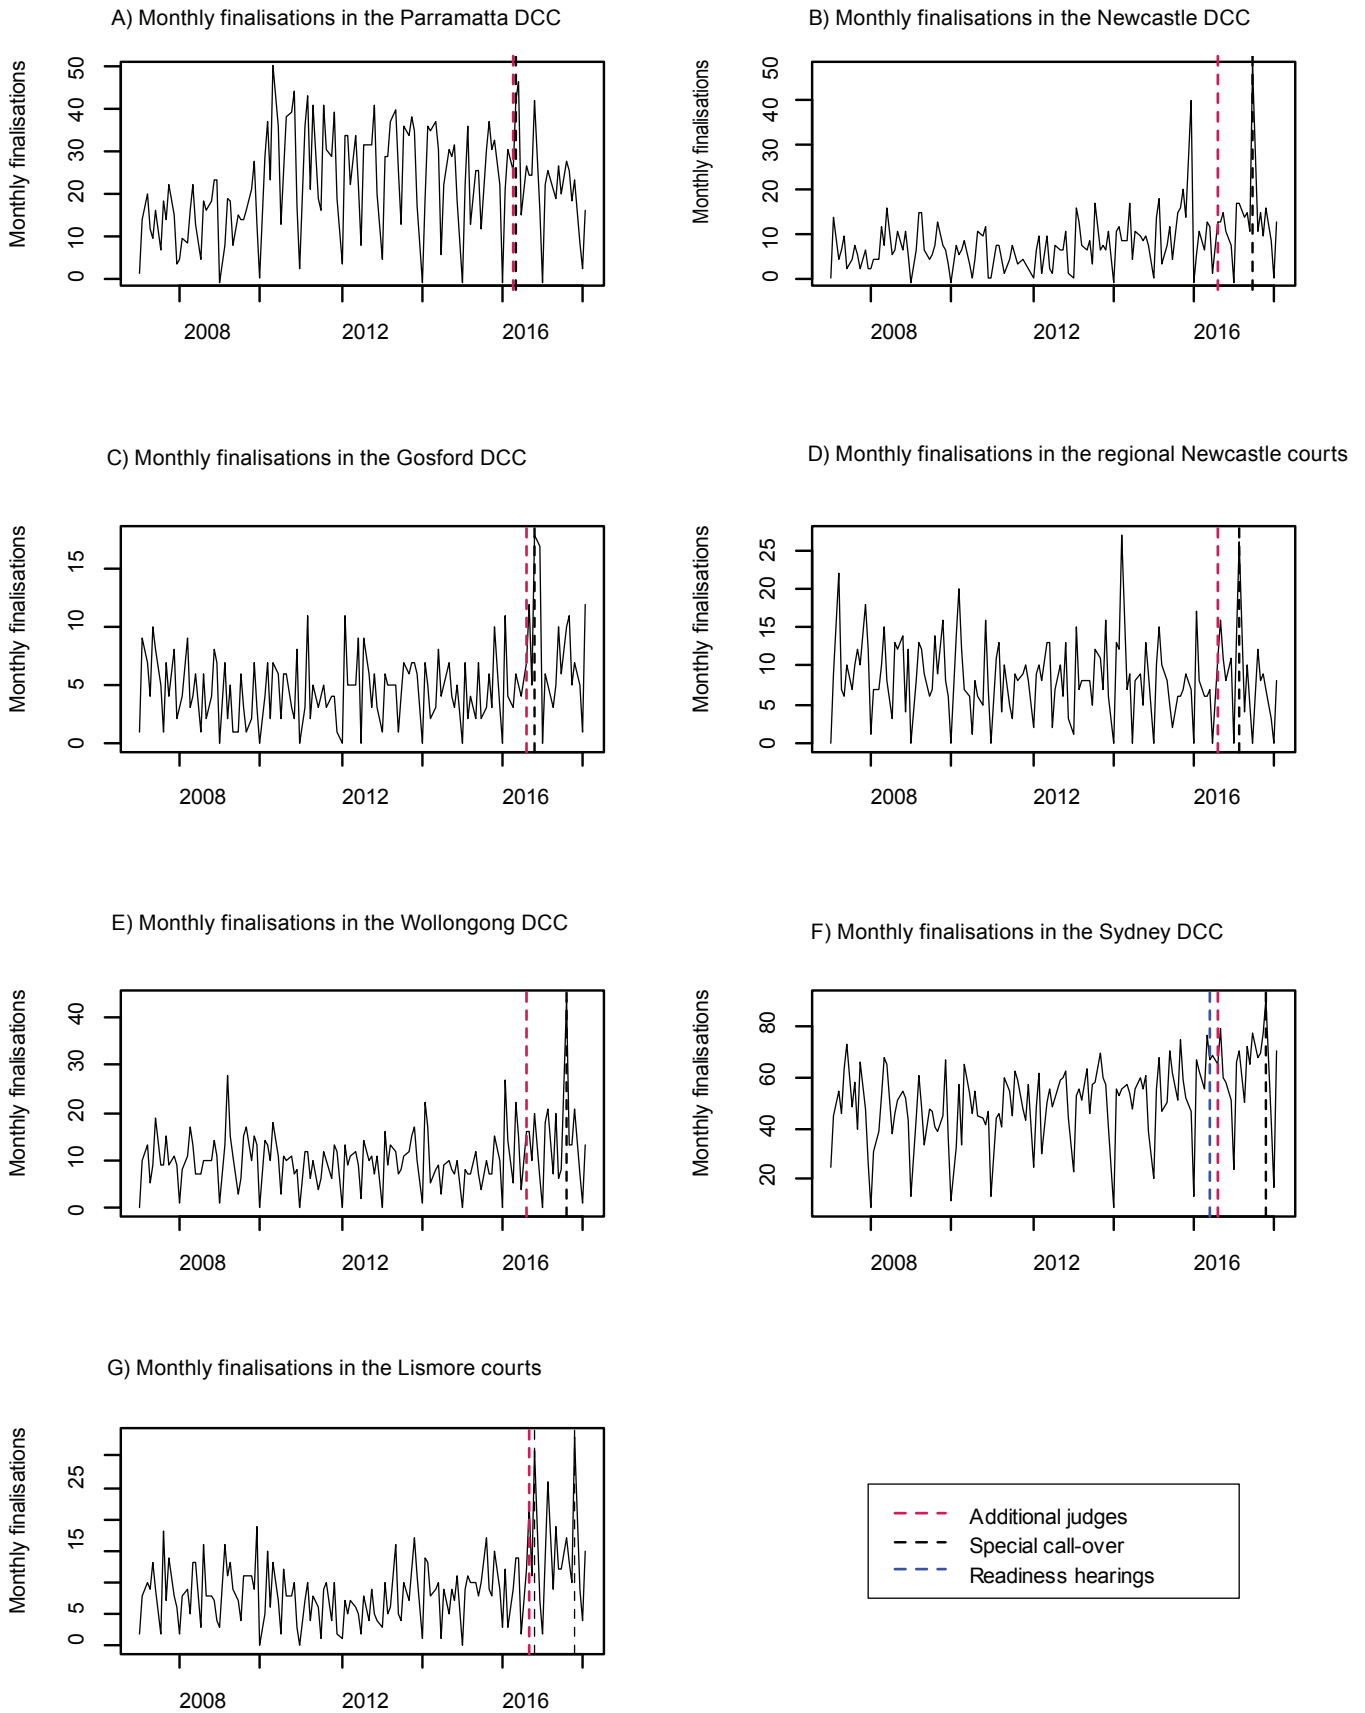 A) Monthly finalisations in the Parramatta DCC
B) Monthly finalisations in the Newcastle DCC
Monthly finalisations
0 10 20 30 40 50
2008 2012 2016
Monthly finalisations
0 10 20 30 40 50
2008 2012 2016
C) Monthly finalisations in the Gosford DCC
D) Monthly finalisations in the regional Newcastle courts
Monthly finalisations
0 5 10 15
2008 2012 2016
Monthly finalisations
0 5 10 15 20 25
2008 2012 2016
E) Monthly finalisations in the Wollongong DCC
F) Monthly finalisations in the Sydney DCC
Monthly finalisations
0 10 20 30 40
2008 2012 2016
Monthly finalisations
20 40 60 80
2008 2012 2016
G) Monthly finalisations in the Lismore courts
Monthly finalisations
0 5 15 25
2008 2012 2016
Additional judges
Special call-over
Readiness hearings